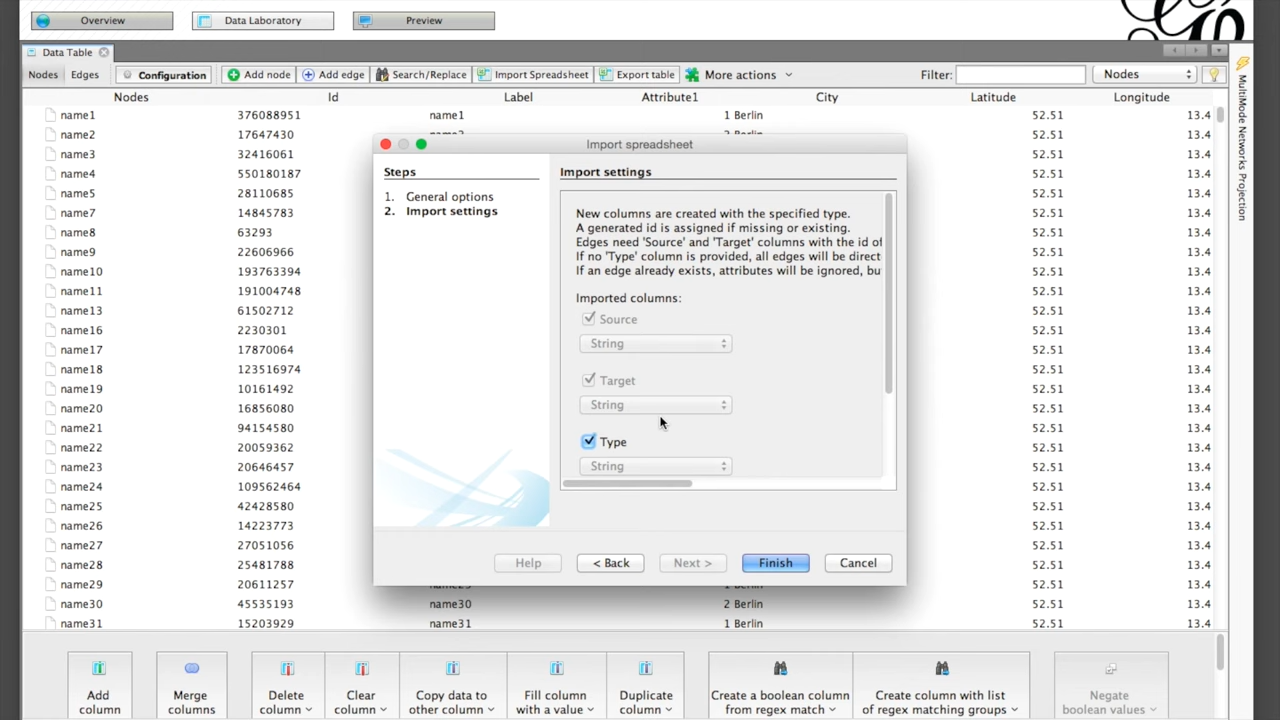 Overview Data Laboratory Preview
Data Table
Nodes Edges Configuration Add node Add edge Search/Replace Import Spreadsheet Export table More actions Filter: Nodes
Nodes Id Label Attribute1 City Latitude Longitude
name1 376088951 name1 1 Berlin 52.51 13.4
name2 17647430 52.51 13.4
name3 32416061 52.51 13.4
name4 550180187 52.51 13.4
name5 28110685 52.51 13.4
name7 14845783 52.51 13.4
name8 63293 52.51 13.4
name9 22606966 52.51 13.4
name10 193763394 52.51 13.4
name11 191004748 52.51 13.4
name13 61502712 52.51 13.4
name16 2230301 52.51 13.4
name17 17870064 52.51 13.4
name18 123516974 52.51 13.4
name19 10161492 52.51 13.4
name20 16856080 52.51 13.4
name21 94154580 52.51 13.4
name22 20059362 52.51 13.4
name23 20646457 52.51 13.4
name24 109562464 52.51 13.4
name25 42428580 52.51 13.4
name26 14223773 52.51 13.4
name27 27051056 52.51 13.4
name28 25481788 52.51 13.4
name29 20611257 52.51 13.4
name30 45535193 name30 2 Berlin 52.51 13.4
name31 15203929 name31 1 Berlin 52.51 13.4
Import spreadsheet
Steps
1. General options
2. Import settings
Import settings
New columns are created with the specified type.
A generated id is assigned if missing or existing.
Edges need 'Source' and 'Target' columns with the id of
If no 'Type' column is provided, all edges will be direct
If an edge already exists, attributes will be ignored, bu
Imported columns:
Source
String
Target
String
Type
String
Help < Back Next > Finish Cancel
MultiMode Networks Projection
Add column
Merge columns
Delete column
Clear column
Copy data to other column
Fill column with a value
Duplicate column
Create a boolean column from regex match
Create column with list of regex matching groups
Negate boolean values